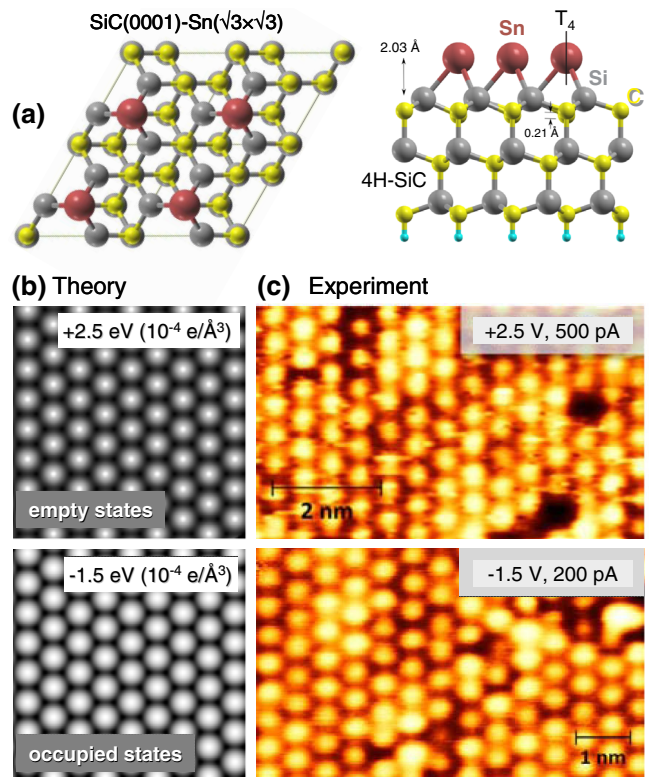 SiC(0001)-Sn(√3×√3)
T4
2.03 Å
Sn
Si
C
(a)
0.21 Å
4H-SiC
(b) Theory
(c) Experiment
+2.5 eV (10-4 e/Å3)
+2.5 V, 500 pA
2 nm
empty states
-1.5 eV (10-4 e/Å3)
-1.5 V, 200 pA
occupied states
1 nm